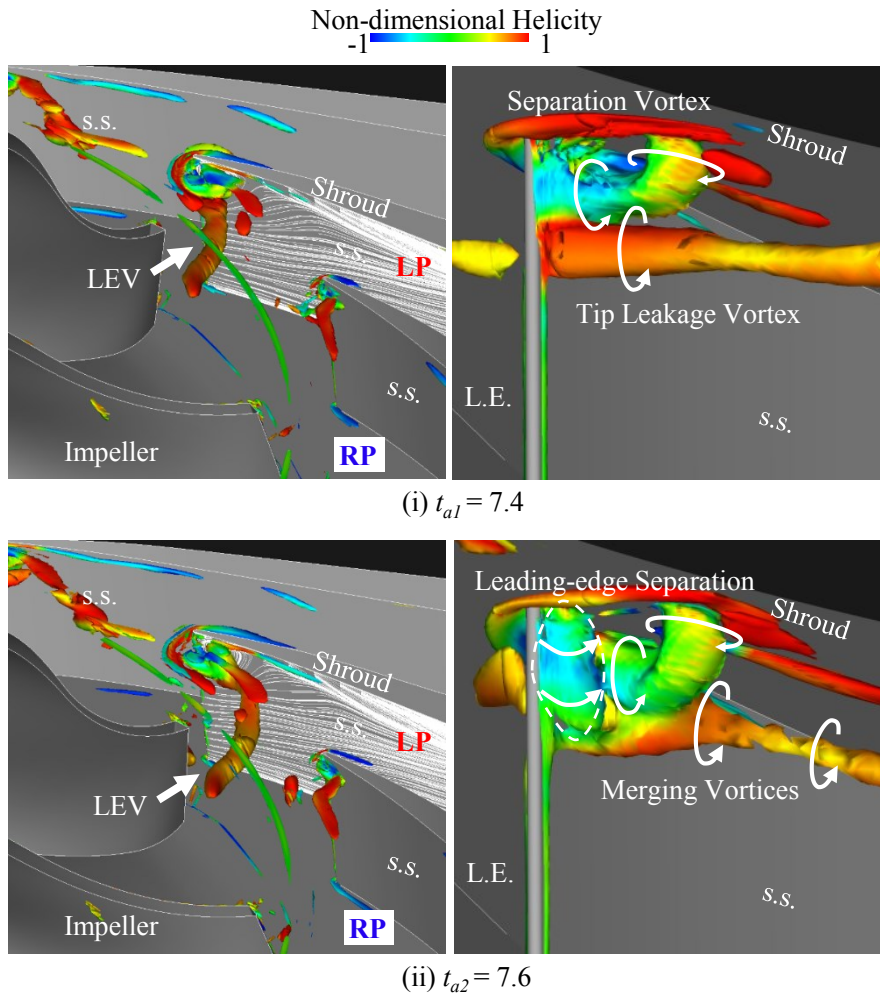 Non-dimensional Helicity
-1 1
s.s.
Shroud
s.s.
LP
LEV
s.s.
Impeller
RP
Separation Vortex
Shroud
Tip Leakage Vortex
L.E.
s.s.
(i) ta1 = 7.4
s.s.
Shroud
s.s.
LP
LEV
s.s.
Impeller
RP
Leading-edge Separation
Shroud
Merging Vortices
L.E.
s.s.
(ii) ta2 = 7.6